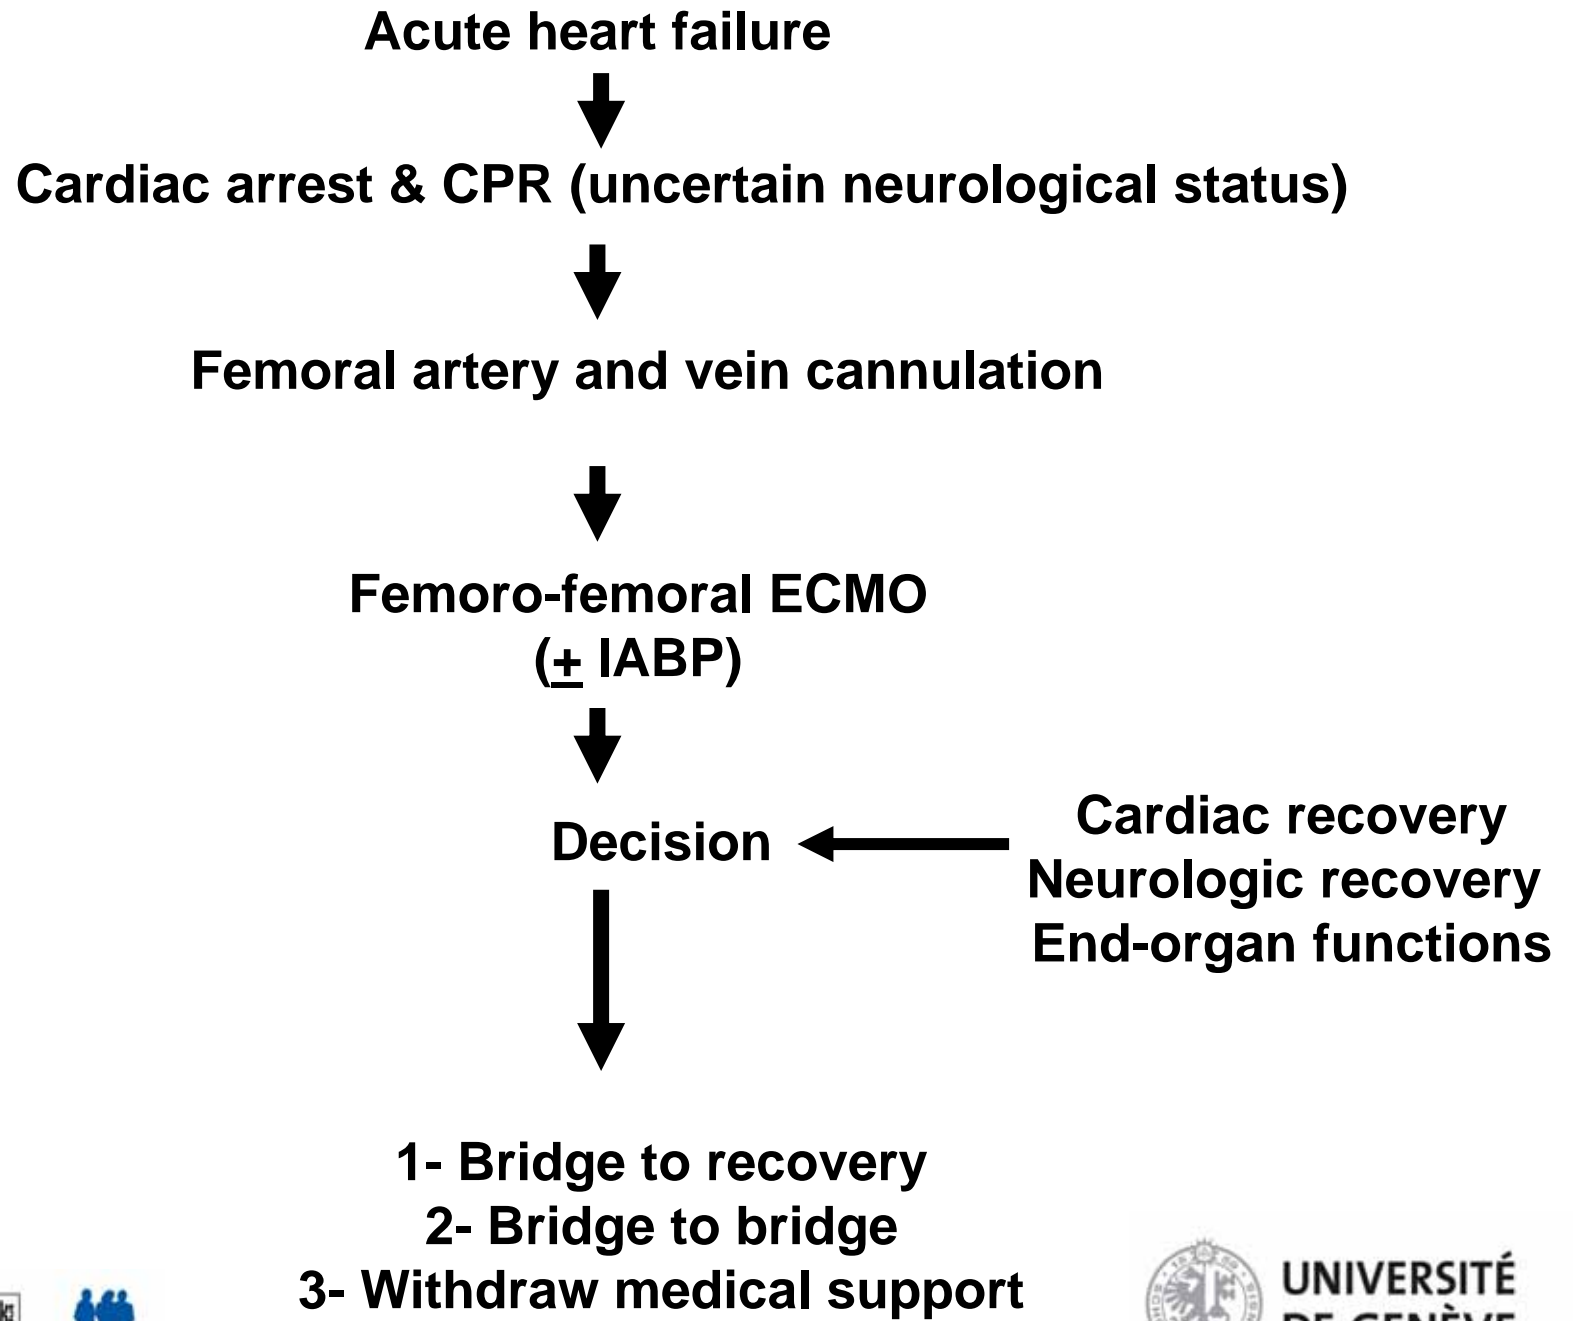 Acute heart failure
Cardiac arrest & CPR (uncertain neurological status)
Femoral artery and vein cannulation
Femoro-femoral ECMO
(± IABP)
Decision
Cardiac recovery
Neurologic recovery
End-organ functions
1- Bridge to recovery
2- Bridge to bridge
3- Withdraw medical support
UNIVERSITÉ
DE GENÈVE